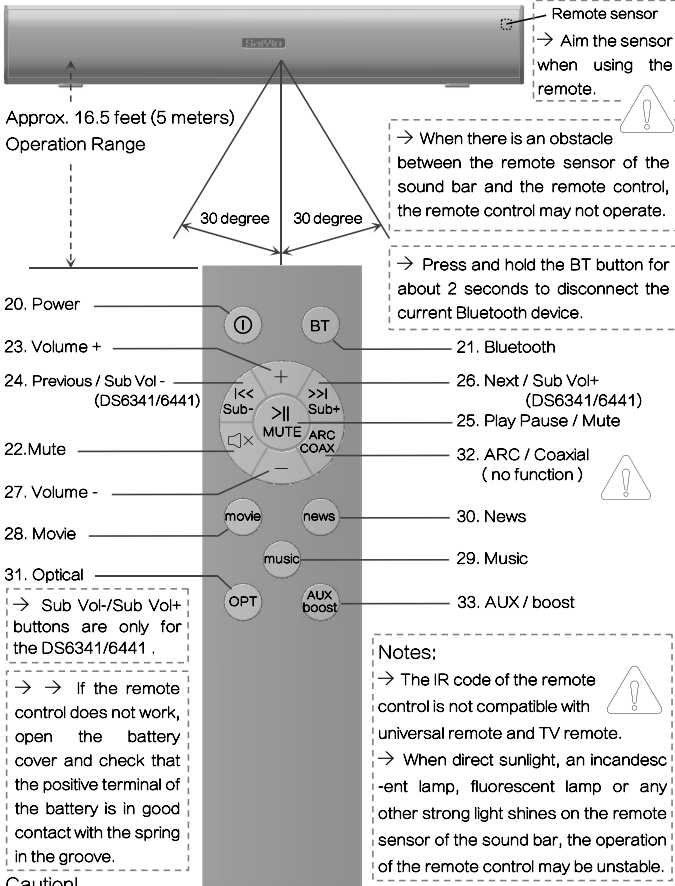 Remote sensor
→ Aim the sensor
when using the
remote.
SaiYin
Approx. 16.5 feet (5 meters)
Operation Range
→ When there is an obstacle
between the remote sensor of the
sound bar and the remote control,
the remote control may not operate.
30 degree
30 degree
→ Press and hold the BT button for
about 2 seconds to disconnect the
current Bluetooth device.
20. Power
23. Volume +
24. Previous / Sub Vol -
(DS6341/6441)
22.Mute
27. Volume -
28. Movie
31. Optical
BT
+
|<<
Sub-
>>|
Sub+
>||
MUTE
ARC
COAX
−
movie
news
music
OPT
AUX
boost
21. Bluetooth
26. Next / Sub Vol+
(DS6341/6441)
25. Play Pause / Mute
32. ARC / Coaxial
( no function )
30. News
29. Music
33. AUX / boost
→ Sub Vol-/Sub Vol+
buttons are only for
the DS6341/6441 .
→ → If the remote
control does not work,
open the battery
cover and check that
the positive terminal of
the battery is in good
contact with the spring
in the groove.
Notes:
→ The IR code of the remote
control is not compatible with
universal remote and TV remote.
→ When direct sunlight, an incandesc
-ent lamp, fluorescent lamp or any
other strong light shines on the remote
sensor of the sound bar, the operation
of the remote control may be unstable.
Caution!